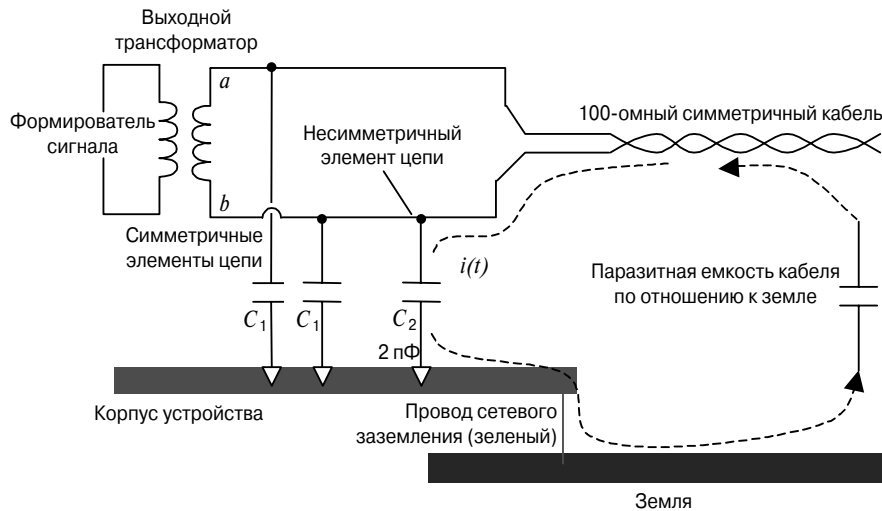 Выходной
трансформатор
a
Формирователь
сигнала
100-омный симметричный кабель
Несимметричный
элемент цепи
b
Симметричные
элементы цепи
i(t)
Паразитная емкость кабеля
по отношению к земле
C1
C1
C2
2 пФ
Корпус устройства
Провод сетевого
заземления (зеленый)
Земля